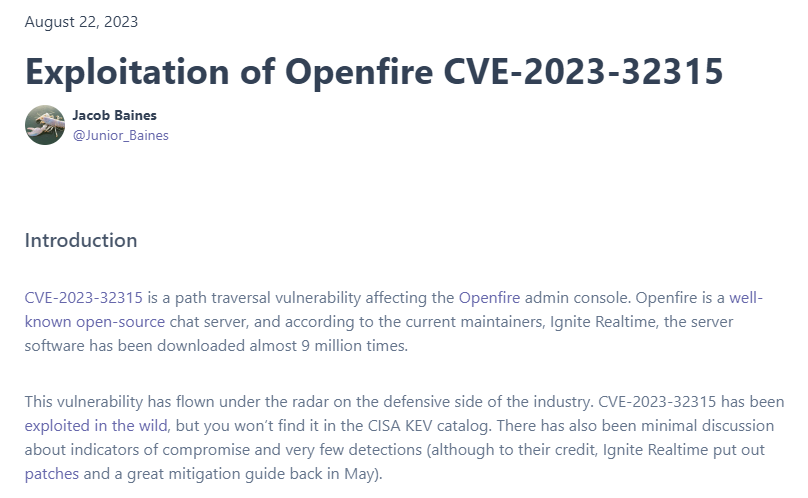 August 22, 2023
Exploitation of Openfire CVE-2023-32315
Jacob Baines
@Junior_Baines
Introduction
CVE-2023-32315 is a path traversal vulnerability affecting the Openfire admin console. Openfire is a well-
known open-source chat server, and according to the current maintainers, Ignite Realtime, the server
software has been downloaded almost 9 million times.
This vulnerability has flown under the radar on the defensive side of the industry. CVE-2023-32315 has been
exploited in the wild, but you won't find it in the CISA KEV catalog. There has also been minimal discussion
about indicators of compromise and very few detections (although to their credit, Ignite Realtime put out
patches and a great mitigation guide back in May).